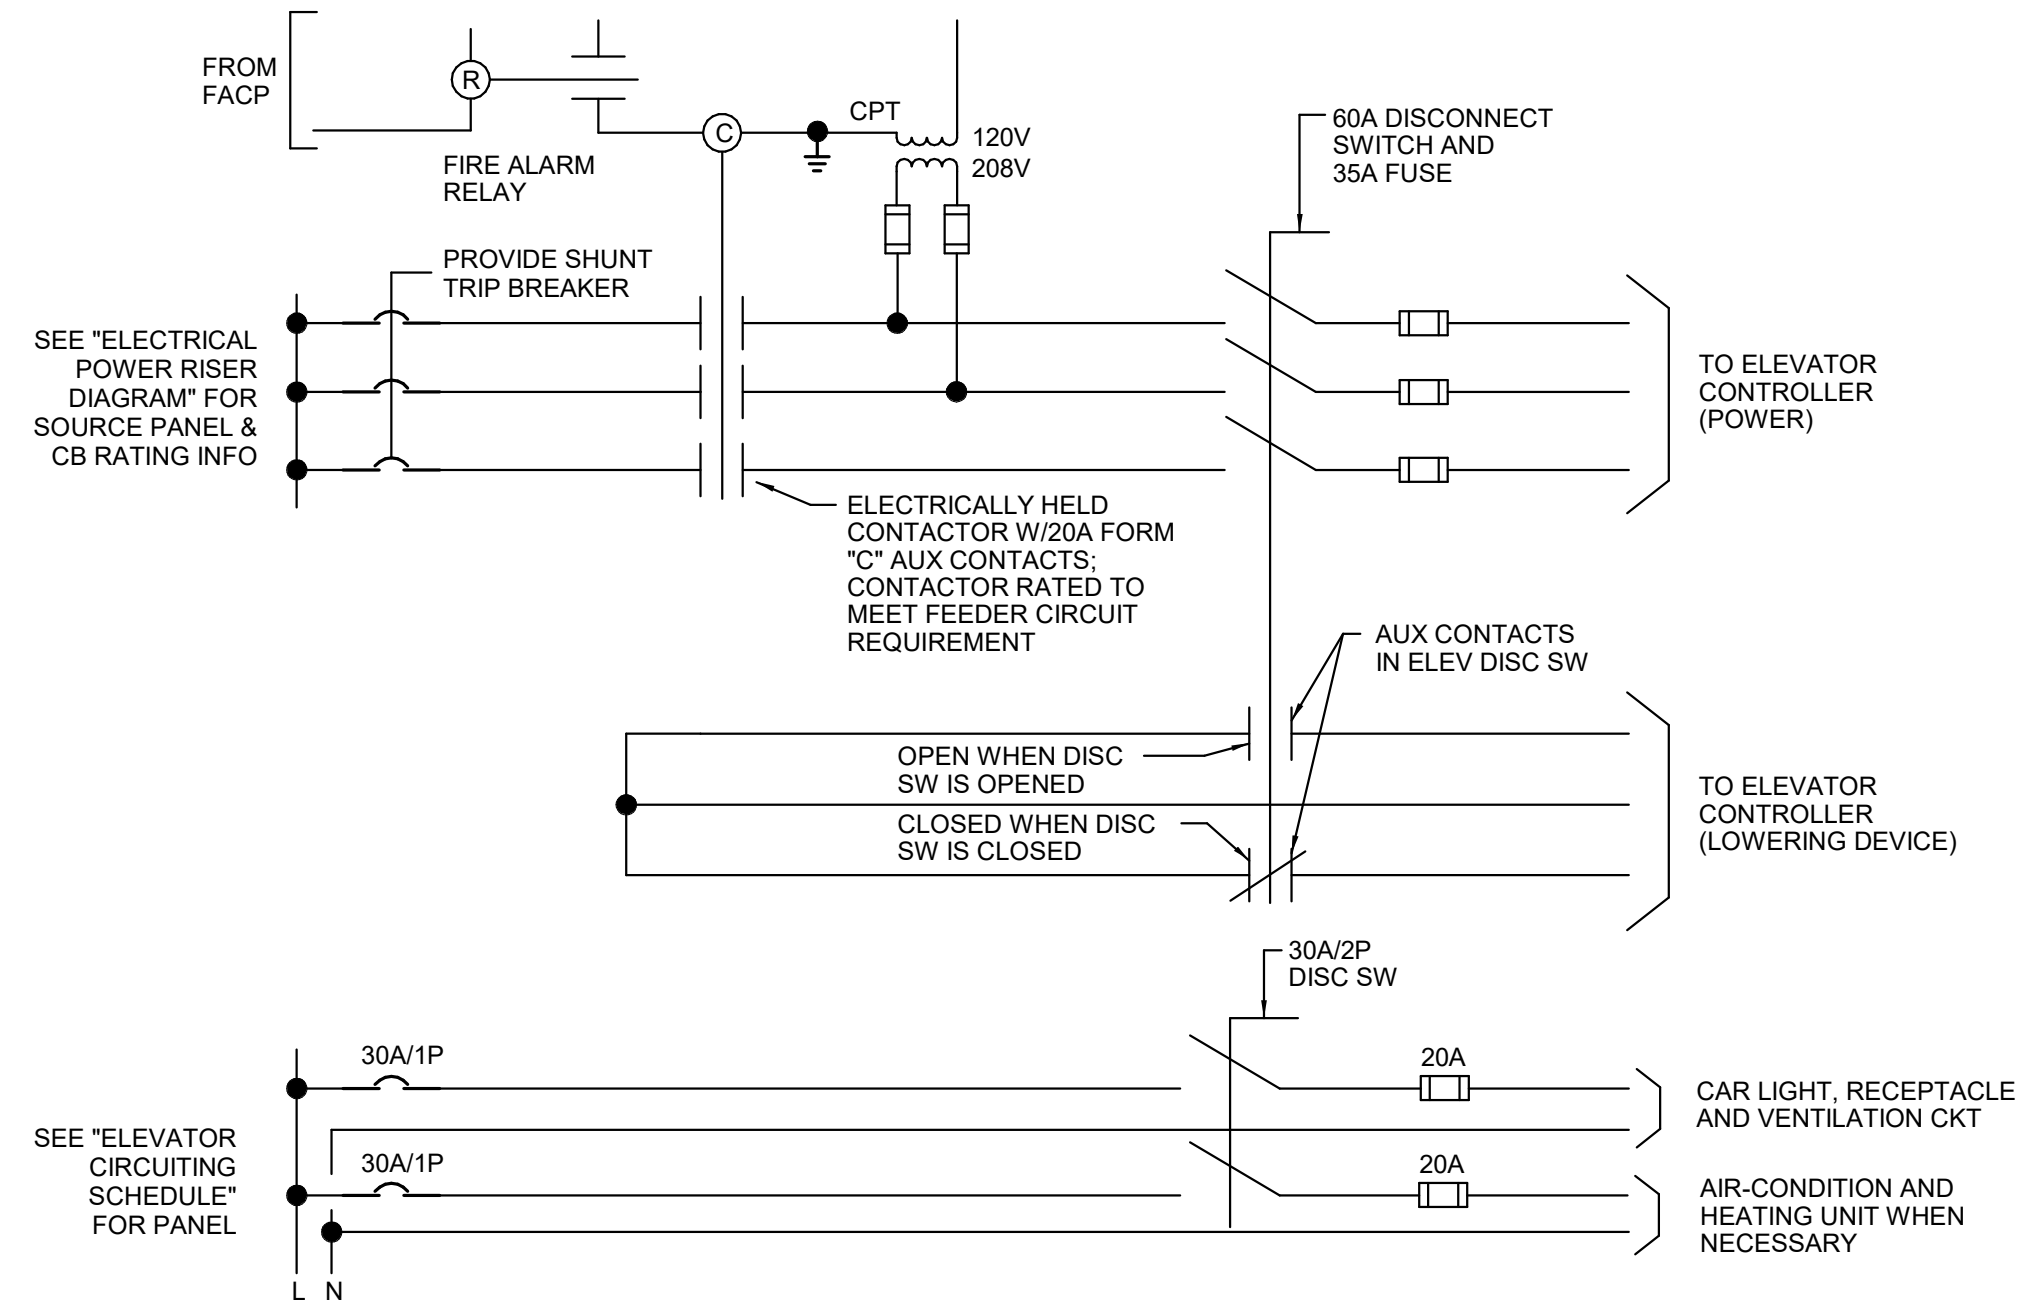 FROM
FACP
R
FIRE ALARM
RELAY
C
CPT
120V
208V
60A DISCONNECT
SWITCH AND
35A FUSE
PROVIDE SHUNT
TRIP BREAKER
SEE "ELECTRICAL
POWER RISER
DIAGRAM" FOR
SOURCE PANEL &
CB RATING INFO
TO ELEVATOR
CONTROLLER
(POWER)
ELECTRICALLY HELD
CONTACTOR W/20A FORM
"C" AUX CONTACTS;
CONTACTOR RATED TO
MEET FEEDER CIRCUIT
REQUIREMENT
AUX CONTACTS
IN ELEV DISC SW
OPEN WHEN DISC
SW IS OPENED
CLOSED WHEN DISC
SW IS CLOSED
TO ELEVATOR
CONTROLLER
(LOWERING DEVICE)
30A/2P
DISC SW
30A/1P
20A
CAR LIGHT, RECEPTACLE
AND VENTILATION CKT
SEE "ELEVATOR
CIRCUITING
SCHEDULE"
FOR PANEL
30A/1P
20A
AIR-CONDITION AND
HEATING UNIT WHEN
NECESSARY
L N